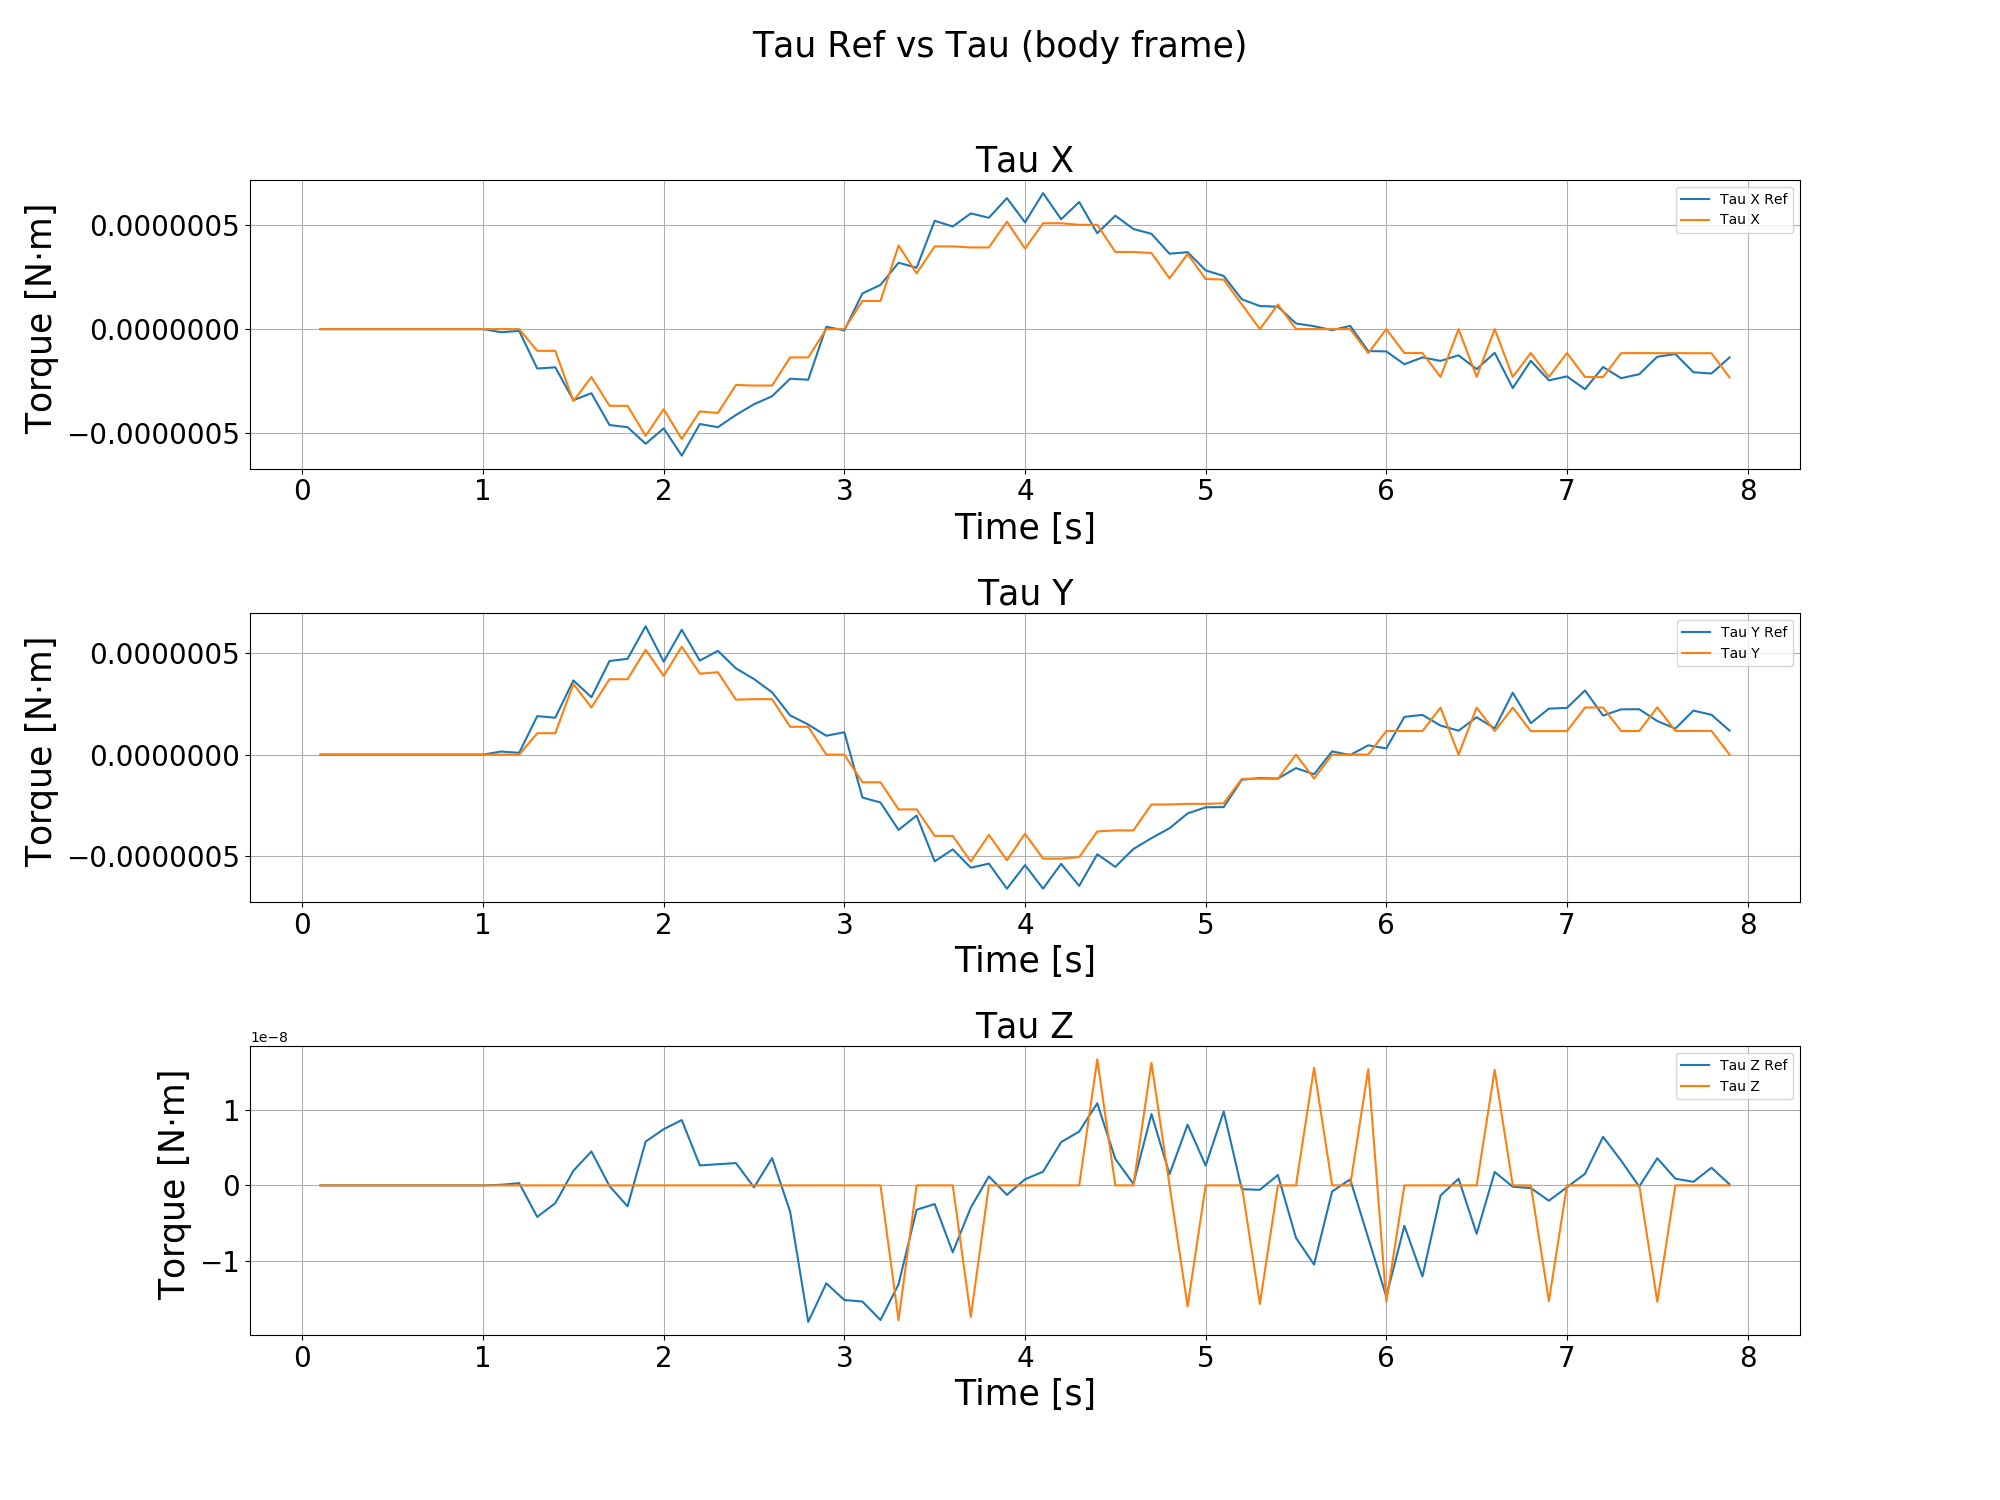 Tau Ref vs Tau (body frame)
Tau X
Torque [N·m]
0.0000005
0.0000000
−0.0000005
Tau X Ref
Tau X
0 1 2 3 4 5 6 7 8
Time [s]
Tau Y
Torque [N·m]
0.0000005
0.0000000
−0.0000005
Tau Y Ref
Tau Y
0 1 2 3 4 5 6 7 8
Time [s]
Tau Z
1e−8
Torque [N·m]
1
0
−1
Tau Z Ref
Tau Z
0 1 2 3 4 5 6 7 8
Time [s]